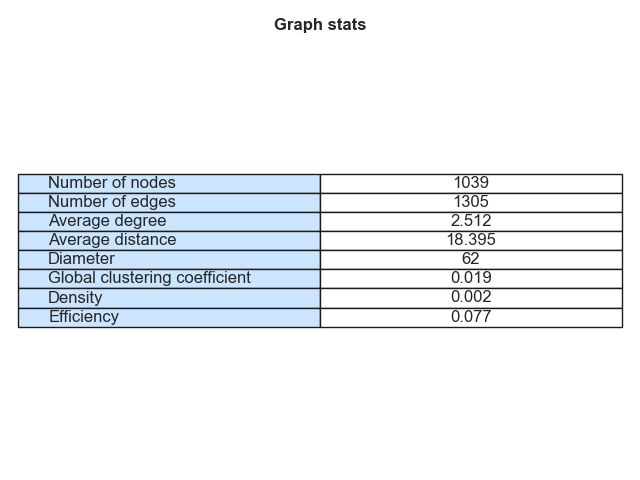 Graph stats
Number of nodes 1039
Number of edges 1305
Average degree 2.512
Average distance 18.395
Diameter 62
Global clustering coefficient 0.019
Density 0.002
Efficiency 0.077